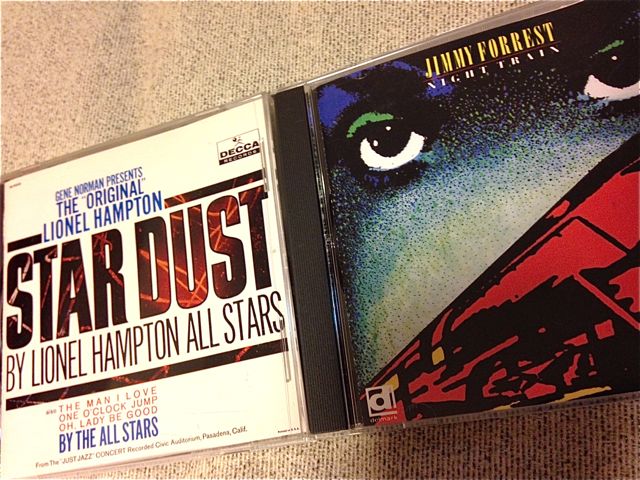 DECCA
RECORDS
GENE NORMAN PRESENTS
THE "ORIGINAL"
LIONEL HAMPTON
STAR DUST
BY LIONEL HAMPTON ALL STARS
also THE MAN I LOVE
ONE O'CLOCK JUMP
OH, LADY BE GOOD
BY THE ALL STARS
From The "JUST JAZZ" CONCERT Recorded Civic Auditorium, Pasadena, Calif.
JIMMY FORREST
NIGHT TRAIN
d
delmark